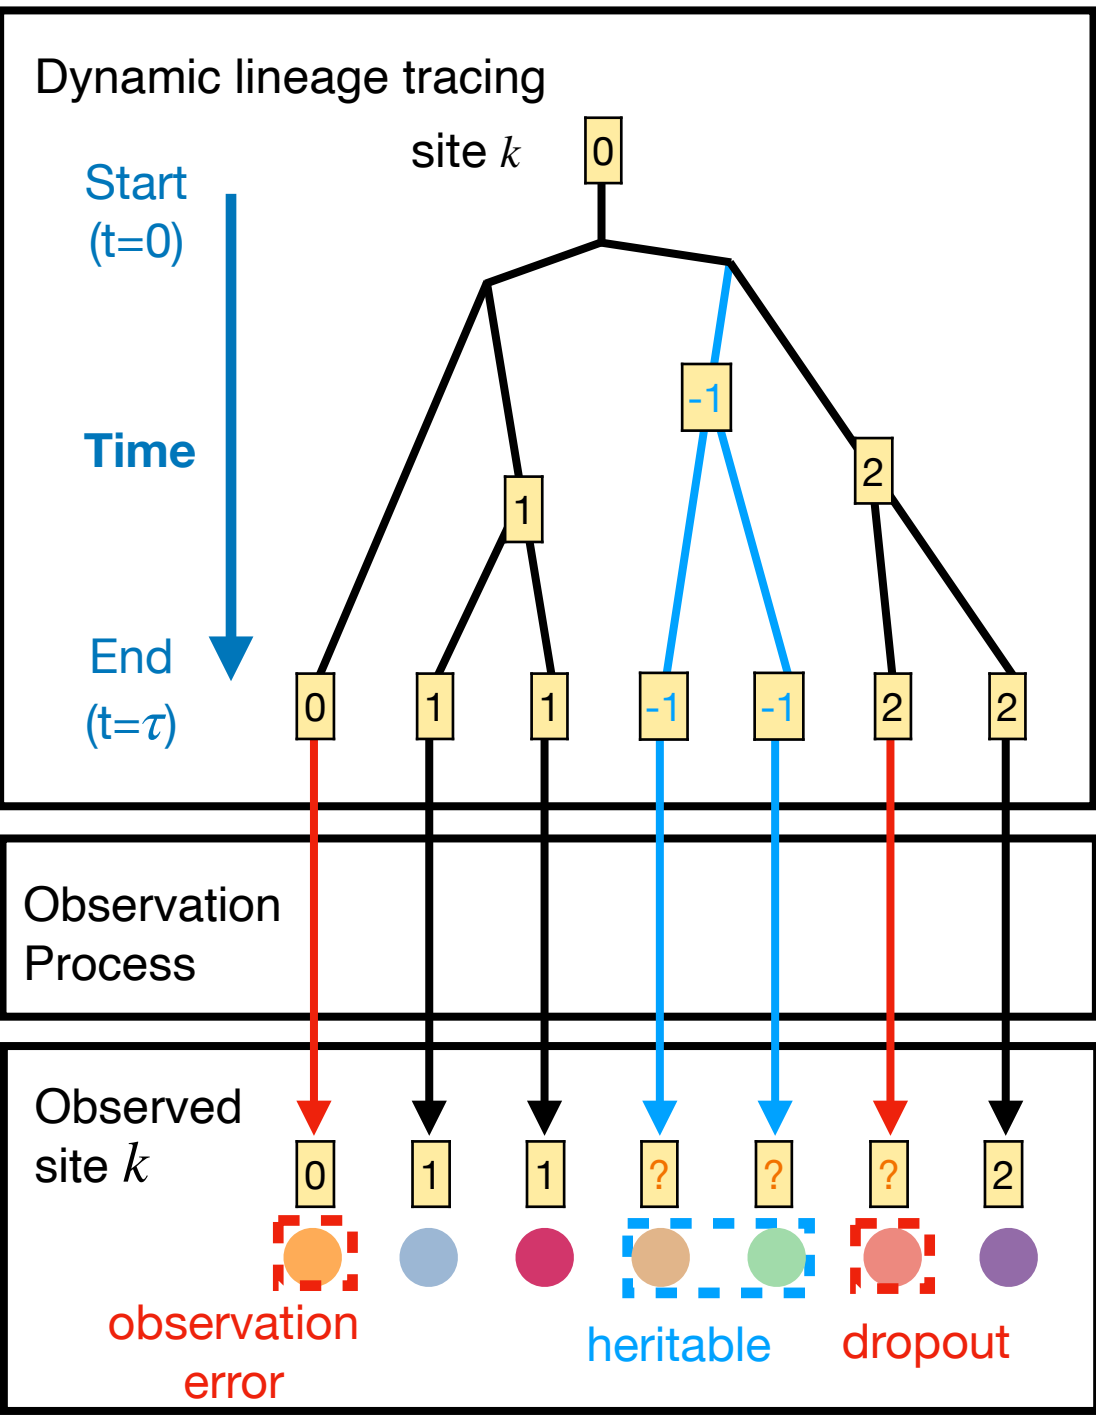 Dynamic lineage tracing
site k
0
Start
(t=0)
-1
Time
2
1
End
(t=τ)
0 1 1 -1 -1 2 2
Observation
Process
Observed
site k
0 1 1 ? ? ? 2
observation
error
heritable
dropout